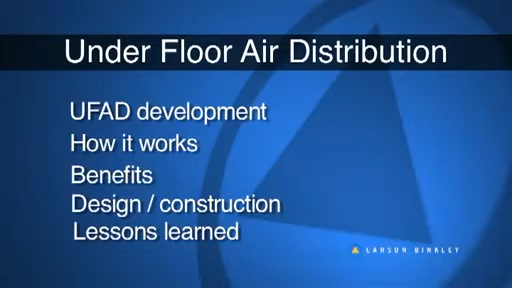 Under Floor Air Distribution
UFAD development
How it works
Benefits
Design / construction
Lessons learned
LARSON BINKLEY